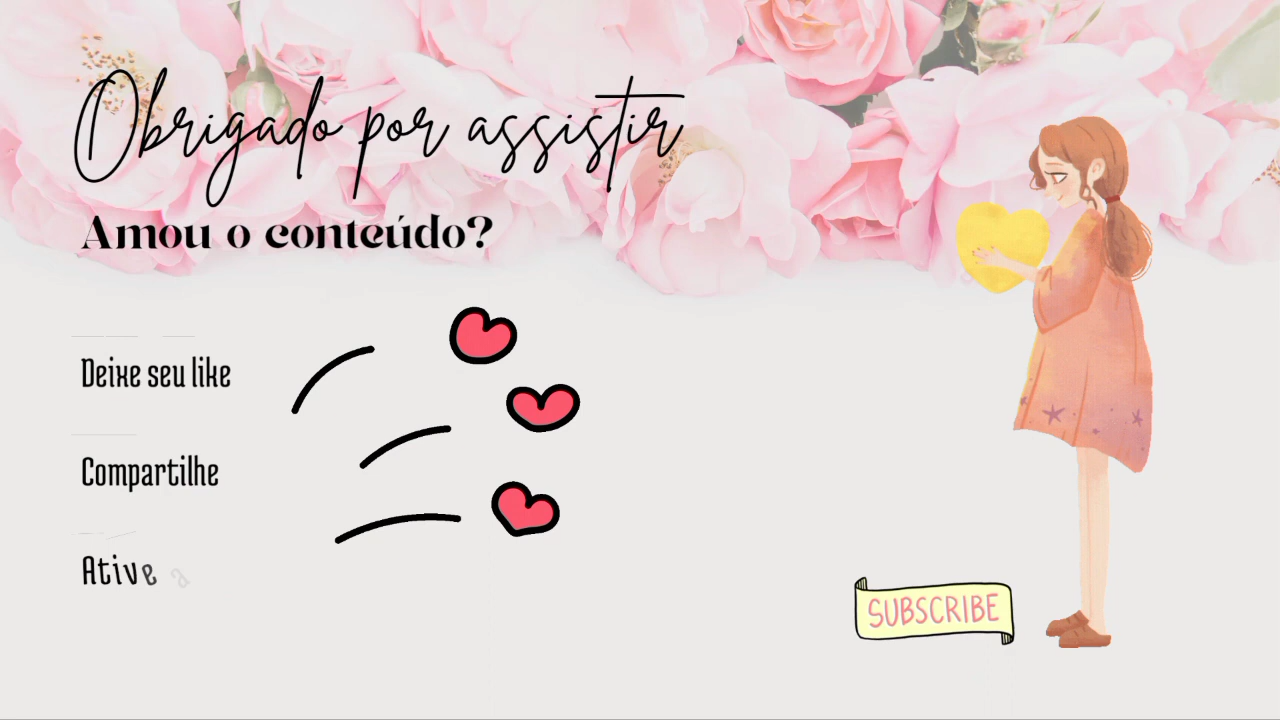 Obrigado por assistir
Amou o conteúdo?
Deixe seu like
Compartilhe
Ative a
SUBSCRIBE